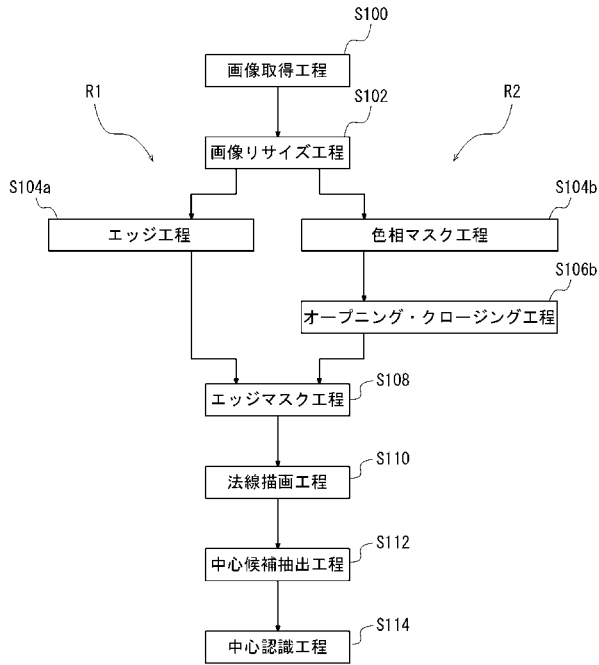 S100
画像取得工程
R1
S102
R2
画像リサイズ工程
S104a
S104b
エッジ工程
色相マスク工程
S106b
オープニング・クロージング工程
S108
エッジマスク工程
S110
法線描画工程
S112
中心候補抽出工程
S114
中心認識工程